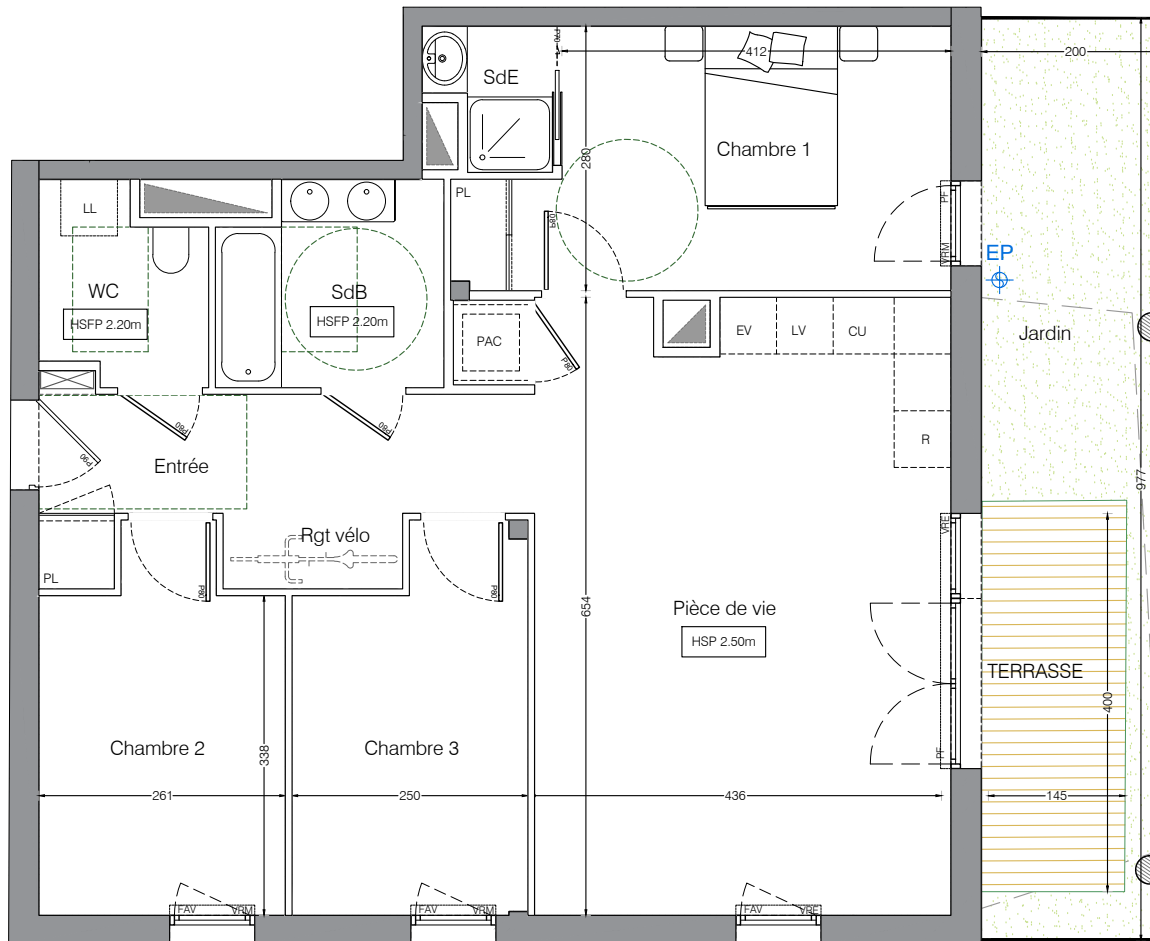 P70
412
200
SdE
Chambre 1
280
PL
P80
LL
PF
VRM
EP
WC
HSFP 2.20m
SdB
HSFP 2.20m
PAC
P80
EV
LV
CU
Jardin
R
P90
P80
P80
Entrée
977
Rgt vélo
VRE
PL
P80
P80
654
Pièce de vie
HSP 2.50m
TERRASSE
400
Chambre 2
338
Chambre 3
PF
261
250
436
145
FAV
VRM
FAV
VRM
FAV
VRE